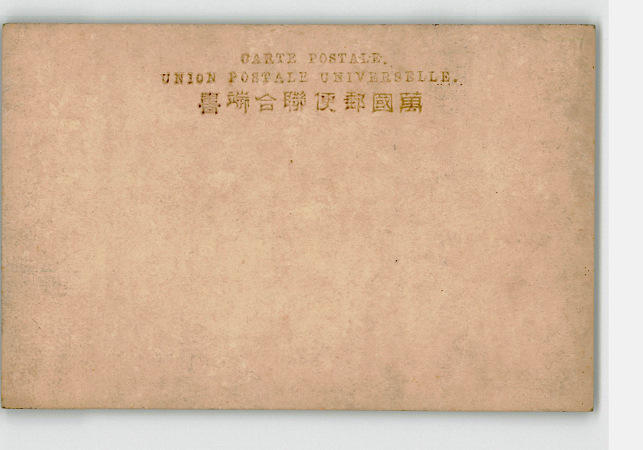 CARTE POSTALE.
UNION POSTALE UNIVERSELLE.
萬國郵便聯合端書